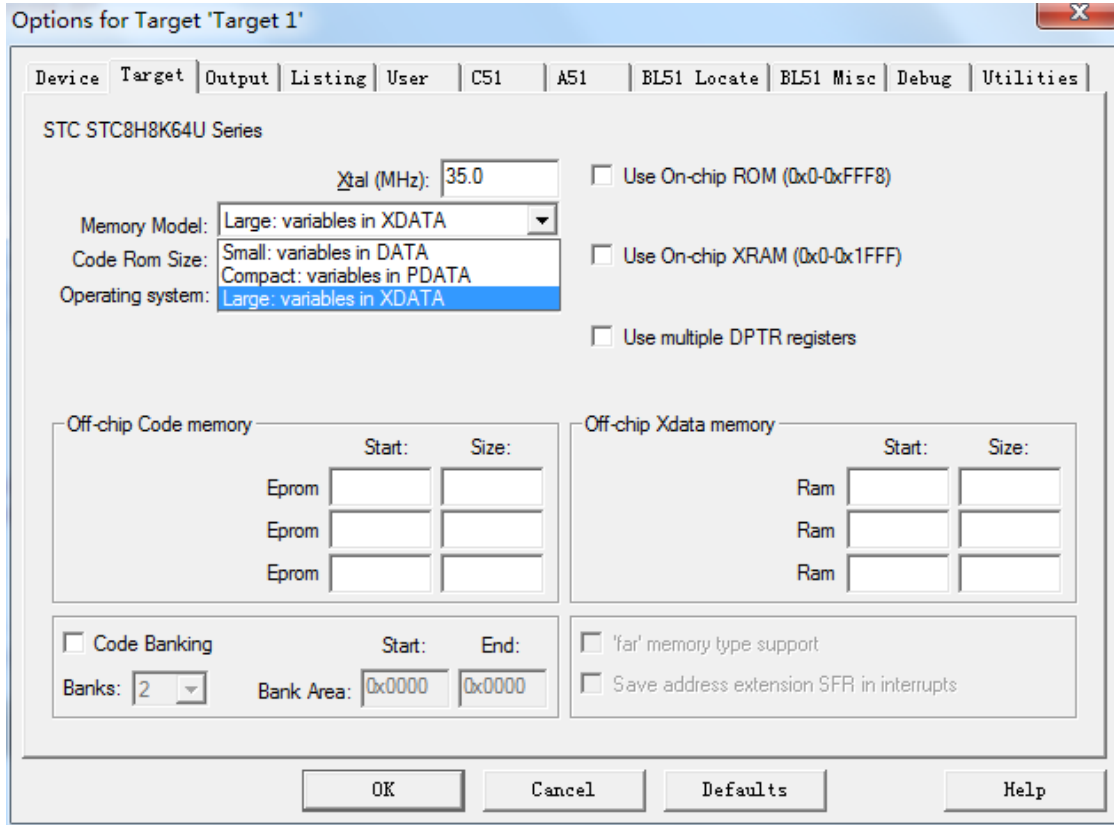 Options for Target 'Target 1'
X
Device Target Output Listing User C51 A51 BL51 Locate BL51 Misc Debug Utilities
STC STC8H8K64U Series
Xtal (MHz): 35.0
Use On-chip ROM (0x0-0xFFF8)
Memory Model: Large: variables in XDATA
Small: variables in DATA
Code Rom Size:
Use On-chip XRAM (0x0-0x1FFF)
Compact: variables in PDATA
Operating system:
Large: variables in XDATA
Use multiple DPTR registers
Off-chip Code memory
Start: Size:
Eprom
Eprom
Eprom
Off-chip Xdata memory
Start: Size:
Ram
Ram
Ram
Code Banking Start: End:
Banks: 2 Bank Area: 0x0000 0x0000
'far' memory type support
Save address extension SFR in interrupts
OK Cancel Defaults Help